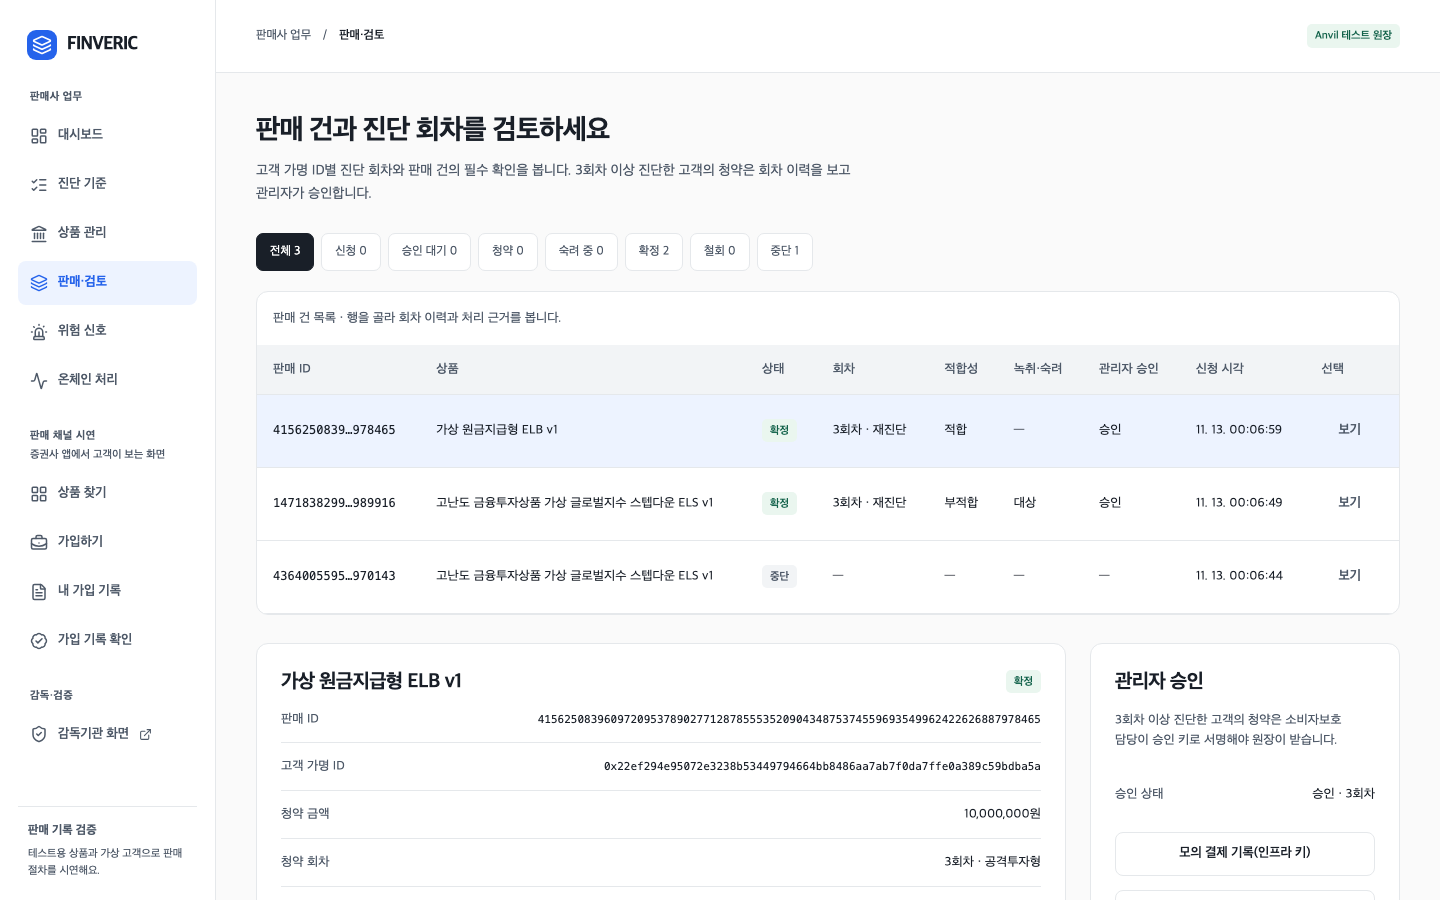 FINVERIC
판매사 업무
대시보드
진단 기준
상품 관리
판매·검토
위험 신호
온체인 처리
판매 채널 시연
증권사 앱에서 고객이 보는 화면
상품 찾기
가입하기
내 가입 기록
가입 기록 확인
감독·검증
감독기관 화면
판매 기록 검증
테스트용 상품과 가상 고객으로 판매
절차를 시연해요.
판매사 업무 / 판매·검토
Anvil 테스트 원장
판매 건과 진단 회차를 검토하세요
고객 가명 ID별 진단 회차와 판매 건의 필수 확인을 봅니다. 3회차 이상 진단한 고객의 청약은 회차 이력을 보고
관리자가 승인합니다.
전체 3 신청 0 승인 대기 0 청약 0 숙려 중 0 확정 2 철회 0 중단 1
판매 건 목록 · 행을 골라 회차 이력과 처리 근거를 봅니다.
판매 ID 상품 상태 회차 적합성 녹취·숙려 관리자 승인 신청 시각 선택
4156250839…978465 가상 원금지급형 ELB v1 확정 3회차 · 재진단 적합 — 승인 11. 13. 00:06:59 보기
1471838299…989916 고난도 금융투자상품 가상 글로벌지수 스텝다운 ELS v1 확정 3회차 · 재진단 부적합 대상 승인 11. 13. 00:06:49 보기
4364005595…970143 고난도 금융투자상품 가상 글로벌지수 스텝다운 ELS v1 중단 — — — — 11. 13. 00:06:44 보기
가상 원금지급형 ELB v1 확정
판매 ID 41562508396097209537890277128785553520904348753745596935499624226268879​78465
고객 가명 ID 0x22ef294e95072e3238b53449794664bb8486aa7ab7f0da7ffe0a389c59bdba5a
청약 금액 10,000,000원
청약 회차 3회차 · 공격투자형
관리자 승인
3회차 이상 진단한 고객의 청약은 소비자보호
담당이 승인 키로 서명해야 원장이 받습니다.
승인 상태 승인 · 3회차
모의 결제 기록(인프라 키)